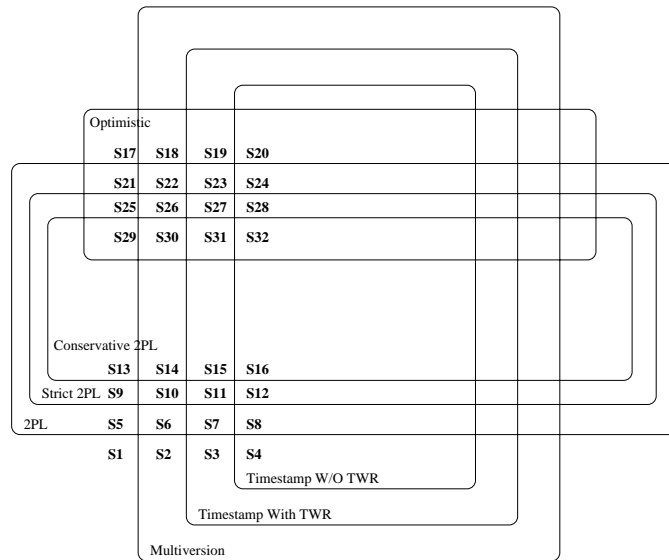 Optimistic
S17 S18 S19 S20
S21 S22 S23 S24
S25 S26 S27 S28
S29 S30 S31 S32
Conservative 2PL
S13 S14 S15 S16
Strict 2PL S9 S10 S11 S12
2PL S5 S6 S7 S8
S1 S2 S3 S4
Timestamp W/O TWR
Timestamp With TWR
Multiversion